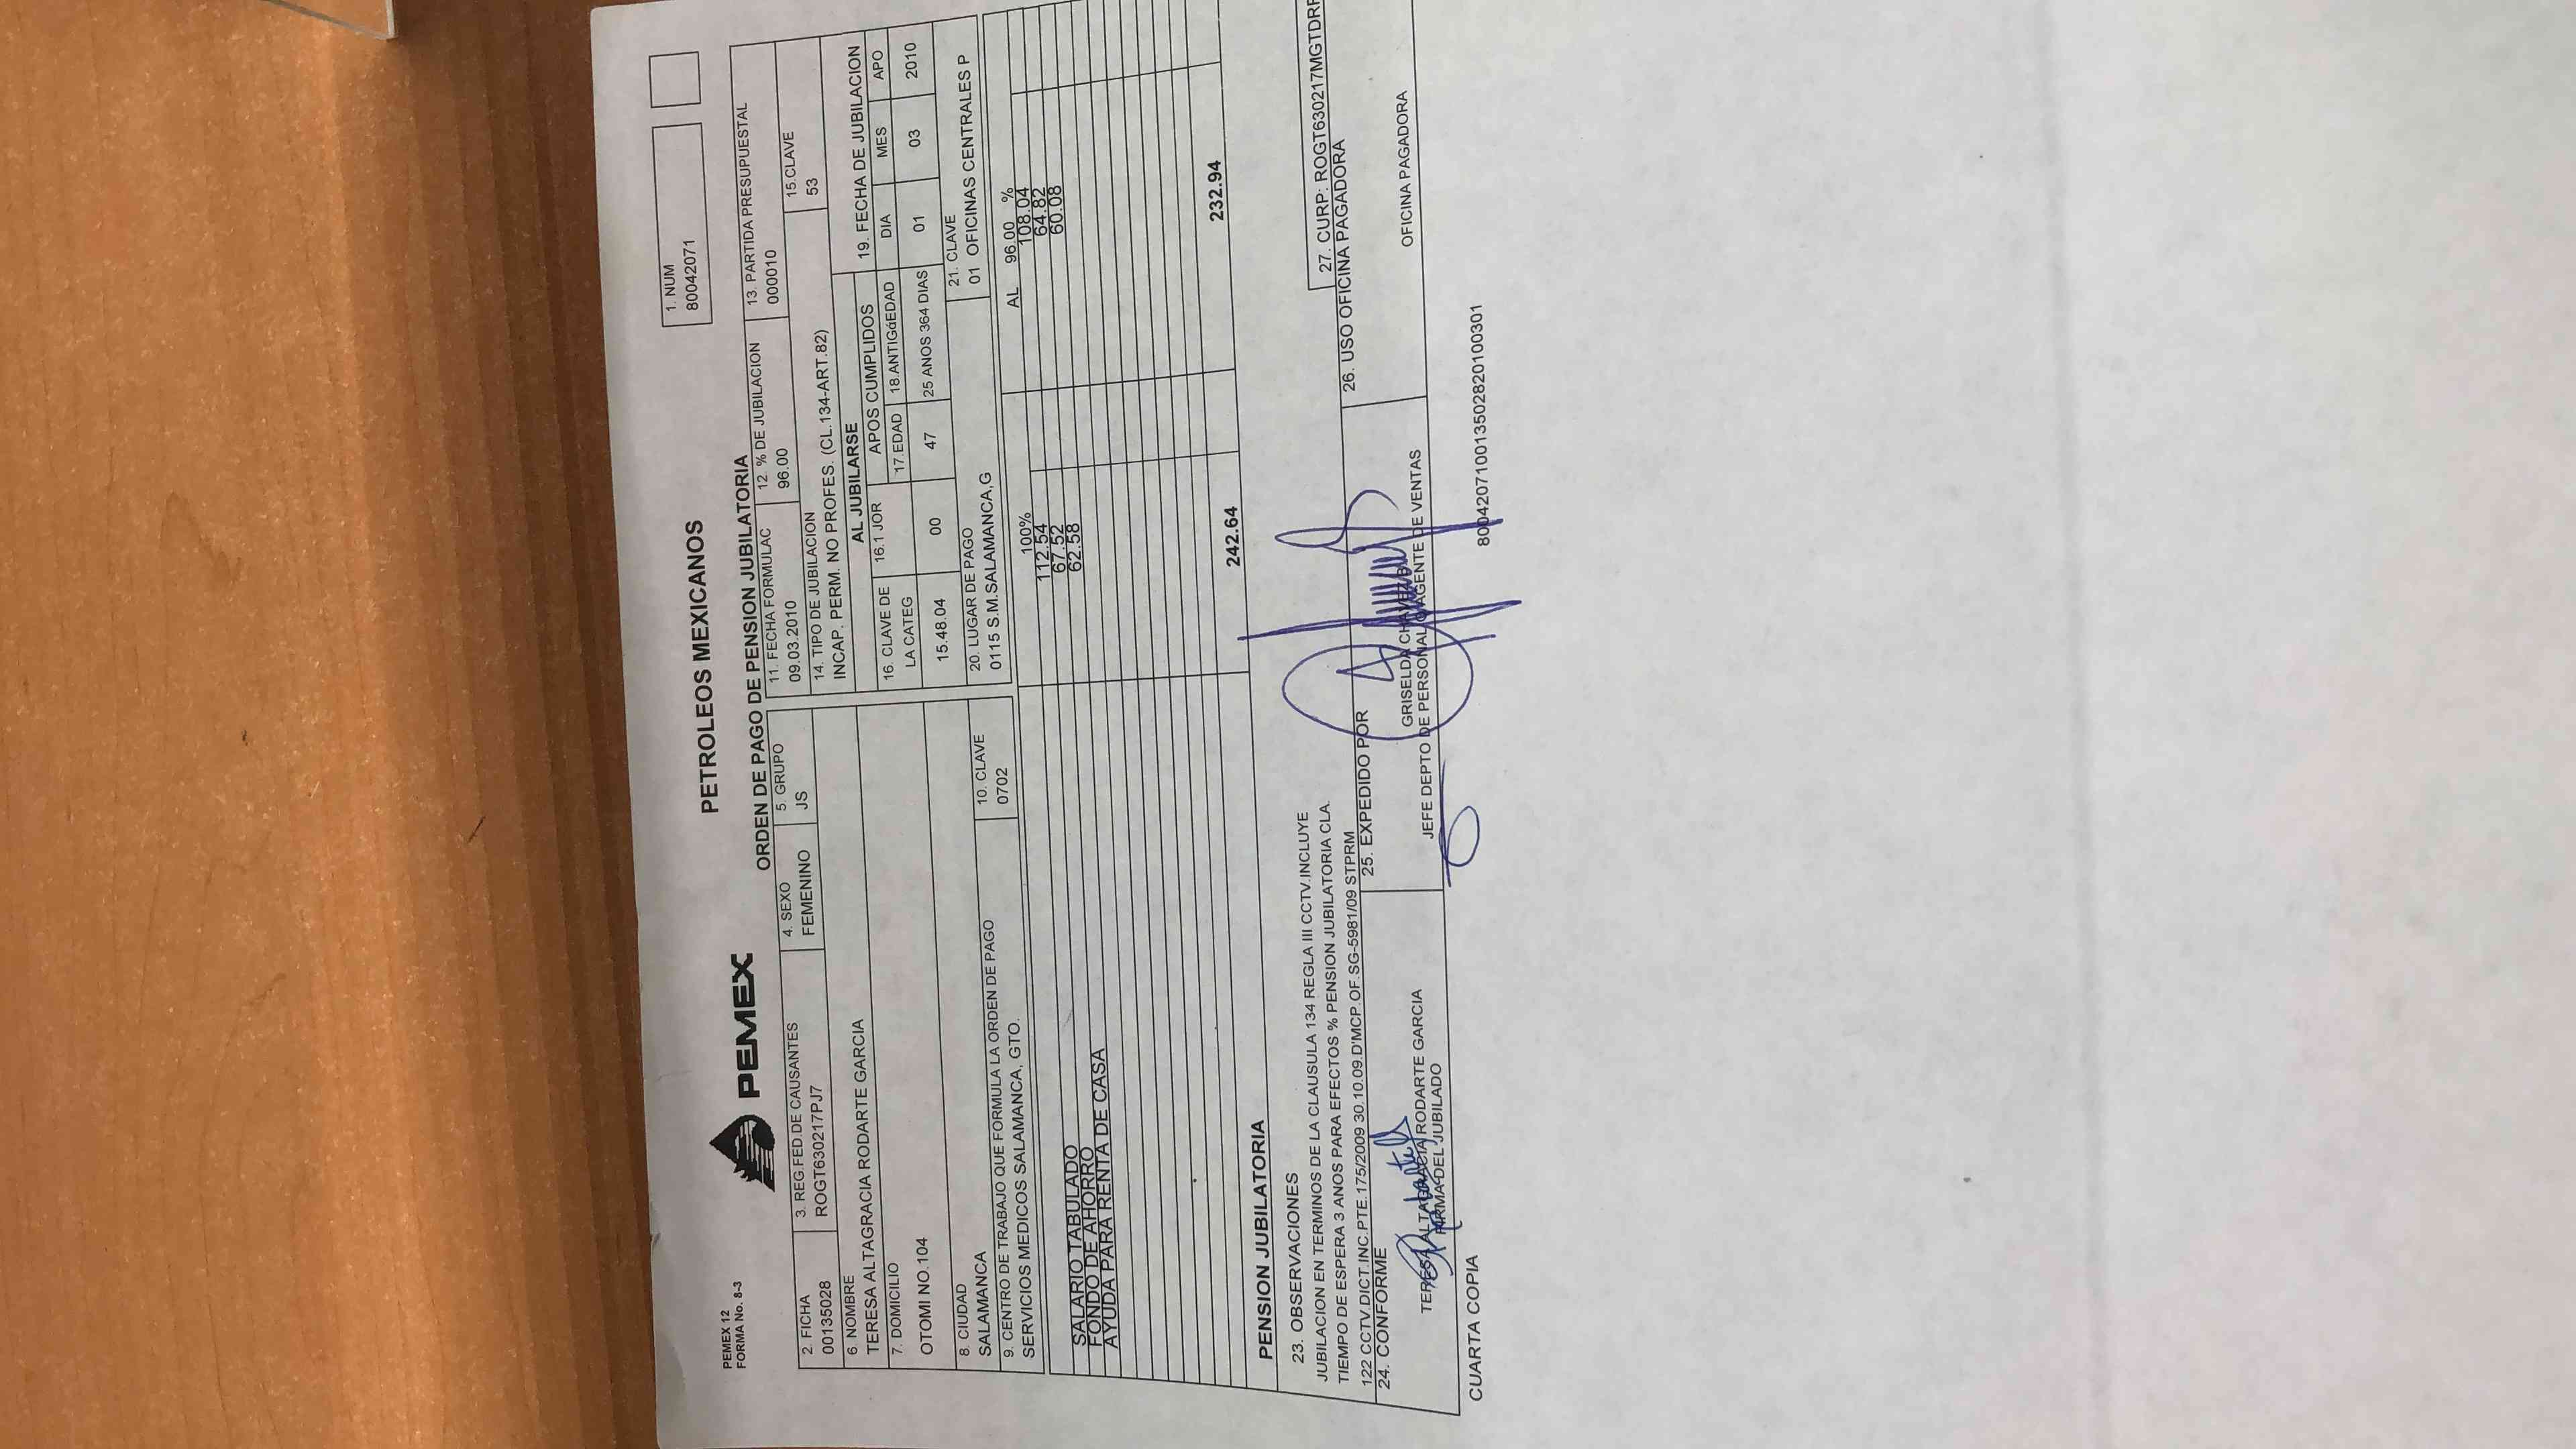 PEMEX 12
FORMA No. 8-3
PEMEX
PETROLEOS MEXICANOS
ORDEN DE PAGO DE PENSION JUBILATORIA
1. NUM
80042071
2. FICHA
00135028
3. REG.FED.DE CAUSANTES
ROGT630217PJ7
4. SEXO
FEMENINO
5. GRUPO
JS
6. NOMBRE
TERESA ALTAGRACIA RODARTE GARCIA
7. DOMICILIO
OTOMI NO.104
8. CIUDAD
SALAMANCA
9. CENTRO DE TRABAJO QUE FORMULA LA ORDEN DE PAGO
SERVICIOS MEDICOS SALAMANCA, GTO.
10. CLAVE
0702
11. FECHA FORMULAC
09.03.2010
12 % DE JUBILACION
96.00
13. PARTIDA PRESUPUESTAL
000010
14. TIPO DE JUBILACION
INCAP. PERM. NO PROFES. (CL.134-ART.82)
15.CLAVE
53
AL JUBILARSE
16. CLAVE DE
LA CATEG
15.48.04
16.1 JOR
00
APOS CUMPLIDOS
17.EDAD
47
18.ANTIGóEDAD
25 ANOS 364 DIAS
19. FECHA DE JUBILACION
DIA MES APO
01 03 2010
20. LUGAR DE PAGO
0115 S.M.SALAMANCA,G
21. CLAVE
01 OFICINAS CENTRALES P
100% AL 96.00 %
SALARIO TABULADO 112.54 108.04
FONDO DE AHORRO 67.52 64.82
AYUDA PARA RENTA DE CASA 62.58 60.08
PENSION JUBILATORIA 242.64 232.94
23. OBSERVACIONES
JUBILACION EN TERMINOS DE LA CLAUSULA 134 REGLA III CCTV.INCLUYE
TIEMPO DE ESPERA 3 ANOS PARA EFECTOS % PENSION JUBILATORIA CLA.
122 CCTV.DICT.INC.PTE.175/2009 30.10.09.D'MCP.OF.SG-5981/09 STPRM
27. CURP: ROGT630217MGTDRR
24. CONFORME
TERESA ALTAGRACIA RODARTE GARCIA
FIRMA DEL JUBILADO
25. EXPEDIDO POR
GRISELDA
JEFE DEPTO DE PERSONAL O AGENTE DE VENTAS
26. USO OFICINA PAGADORA
OFICINA PAGADORA
CUARTA COPIA
8004207100135028201003​01